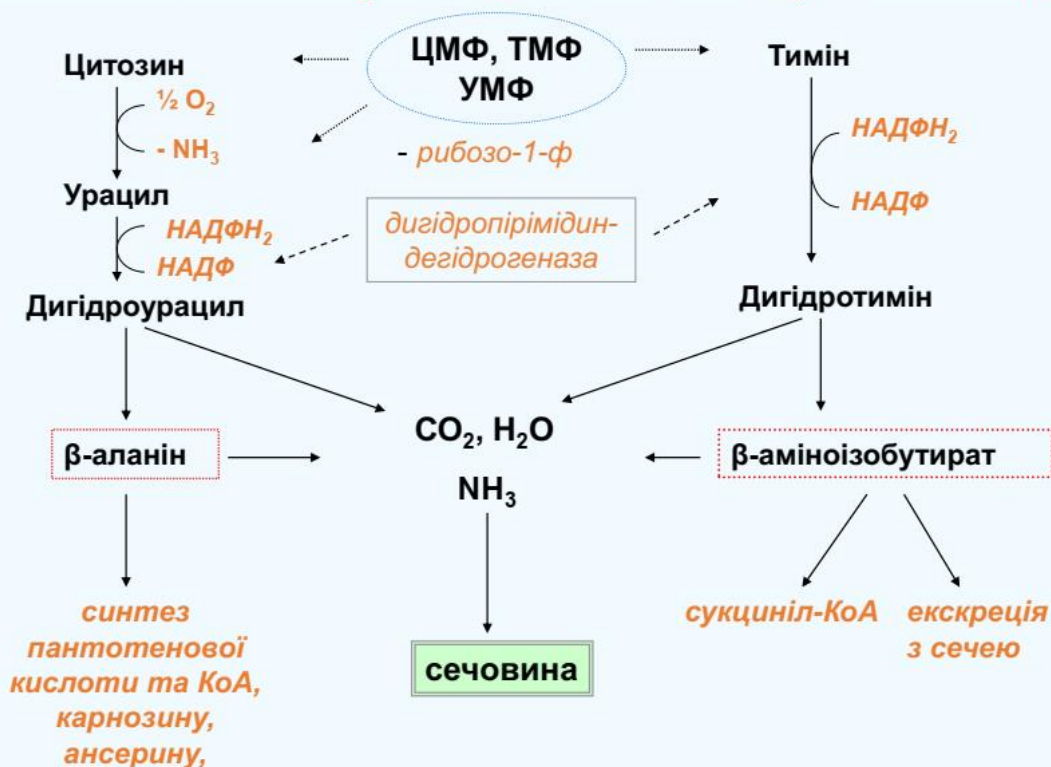 ЦМФ, ТМФ
УМФ
Цитозин
Тимін
½ O₂
- NH₃
НАДФН₂
НАДФ
- рибозо-1-ф
Урацил
НАДФН₂
НАДФ
дигідропірімідин-
дегідрогеназа
Дигідроурацил
Дигідротимін
CO₂, H₂O
NH₃
β-аланін
β-аміноізобутират
синтез
пантотенової
кислоти та КоА,
карнозину,
ансерину,
сечовина
сукциніл-КоА
екскреція
з сечею